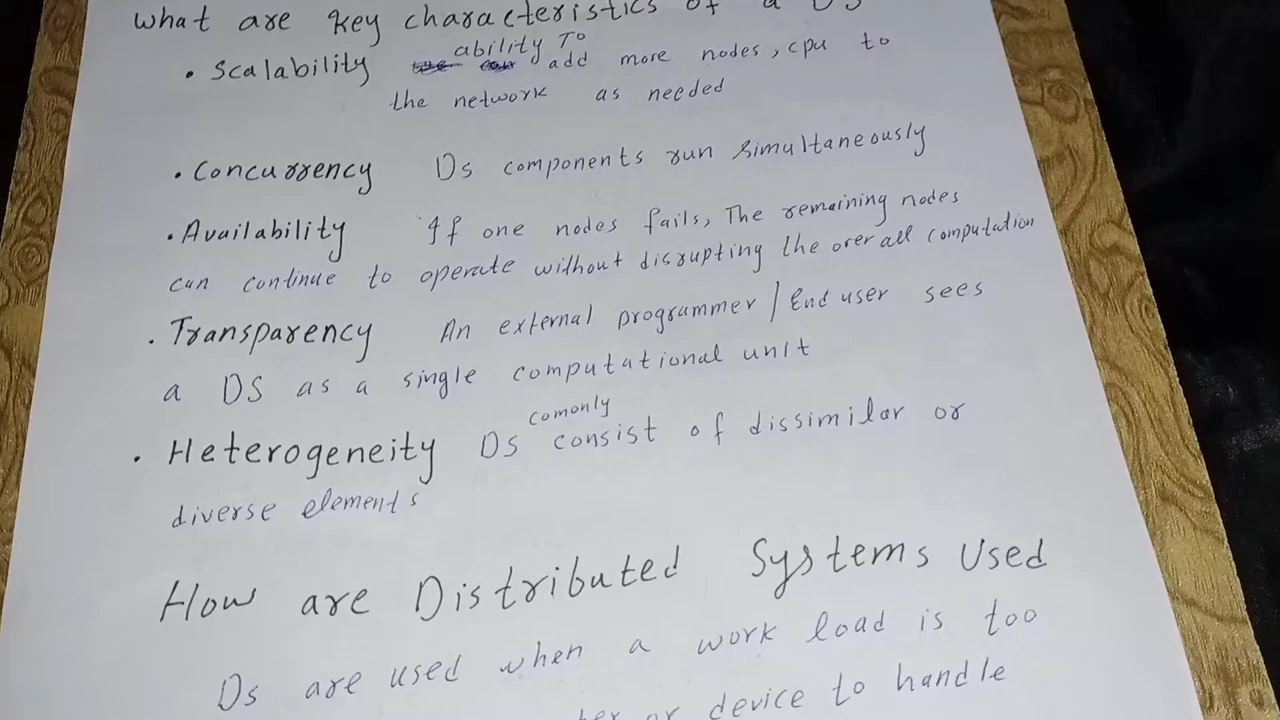 what are key characteristics of a DS
• Scalability ability To add more nodes, cpu to
the network as needed
• Concurrency Ds components run simultaneously
• Availability If one nodes fails, The remaining nodes
can continue to operate without disrupting the over all computation
• Transparency An external programmer / End user sees
a DS as a single computational unit
• Heterogeneity Ds comonly consist of dissimilar or
diverse elements
How are Distributed Systems Used
Ds are used when a work load is too
or device to handle